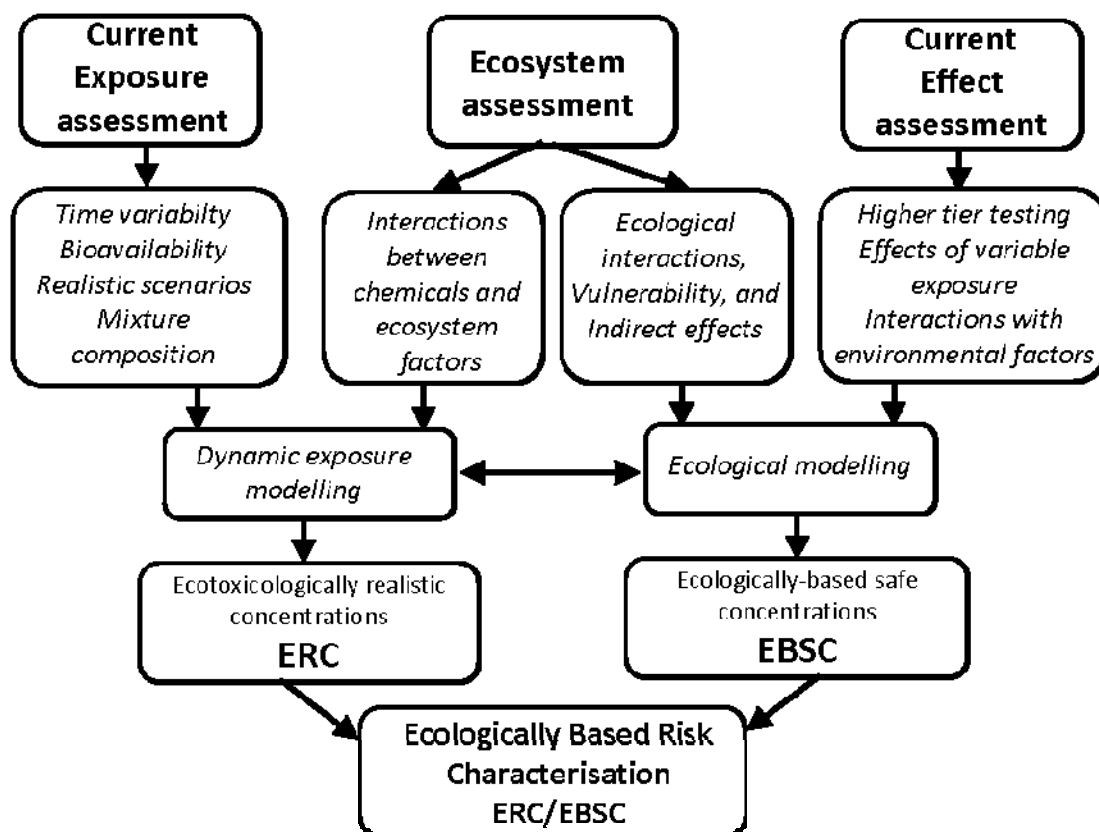 Current
Exposure
assessment
Ecosystem
assessment
Current
Effect
assessment
Time variabilty
Bioavailability
Realistic scenarios
Mixture
composition
Interactions
between
chemicals and
ecosystem
factors
Ecological
interactions,
Vulnerability, and
Indirect effects
Higher tier testing
Effects of variable
exposure
Interactions with
environmental factors
Dynamic exposure
modelling
Ecological modelling
Ecotoxicologically realistic
concentrations
ERC
Ecologically-based safe
concentrations
EBSC
Ecologically Based Risk
Characterisation
ERC/EBSC